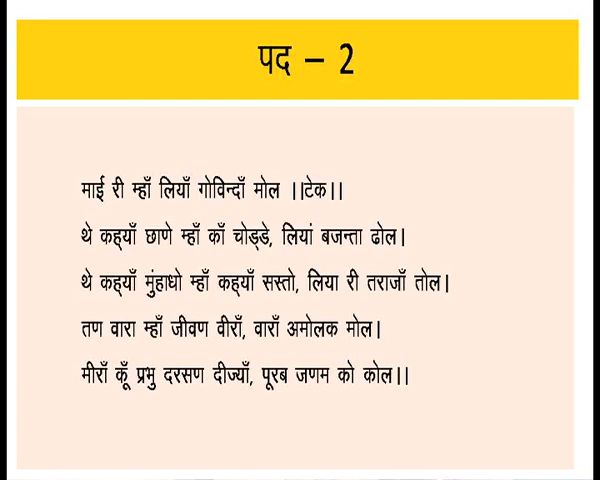 पद – 2
माई री म्हाँ लियाँ गोविन्दाँ मोल ।।टेक।।
थे कह्याँ छाणे म्हाँ काँ चोड्डे, लियां बजन्ता ढोल।
थे कह्याँ मुंहाधो म्हाँ कह्याँ सस्तो, लिया री तराजाँ तोल।
तण वारा म्हाँ जीवण वीराँ, वाराँ अमोलक मोल।
मीराँ कूँ प्रभु दरसण दीज्याँ, पूरब जणम को कोल।।